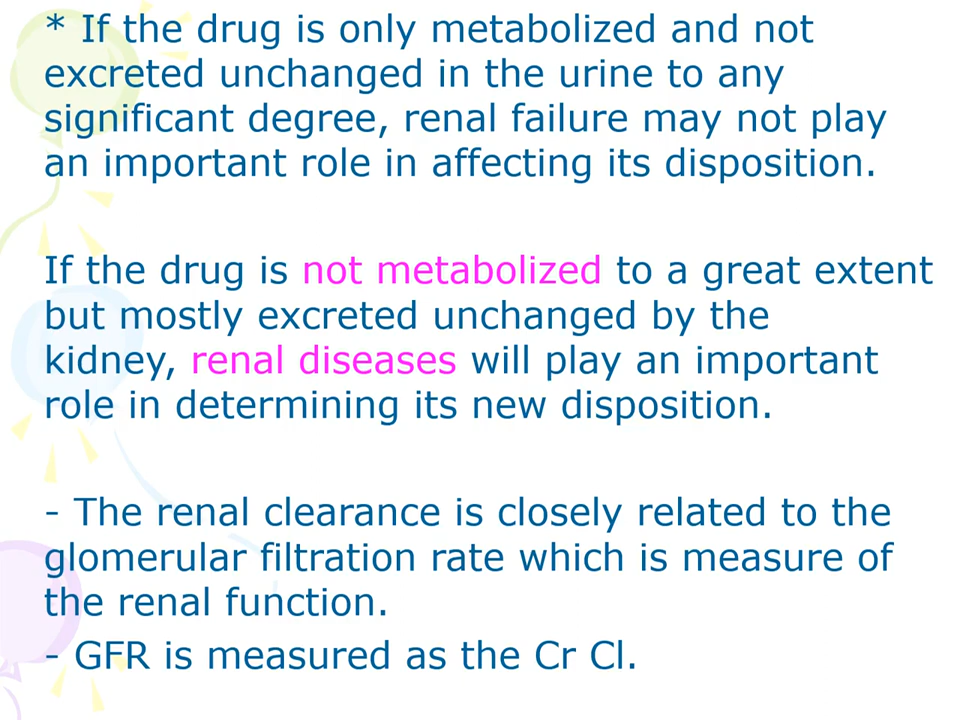 * If the drug is only metabolized and not
excreted unchanged in the urine to any
significant degree, renal failure may not play
an important role in affecting its disposition.
If the drug is not metabolized to a great extent
but mostly excreted unchanged by the
kidney, renal diseases will play an important
role in determining its new disposition.
- The renal clearance is closely related to the
glomerular filtration rate which is measure of
the renal function.
- GFR is measured as the Cr Cl.